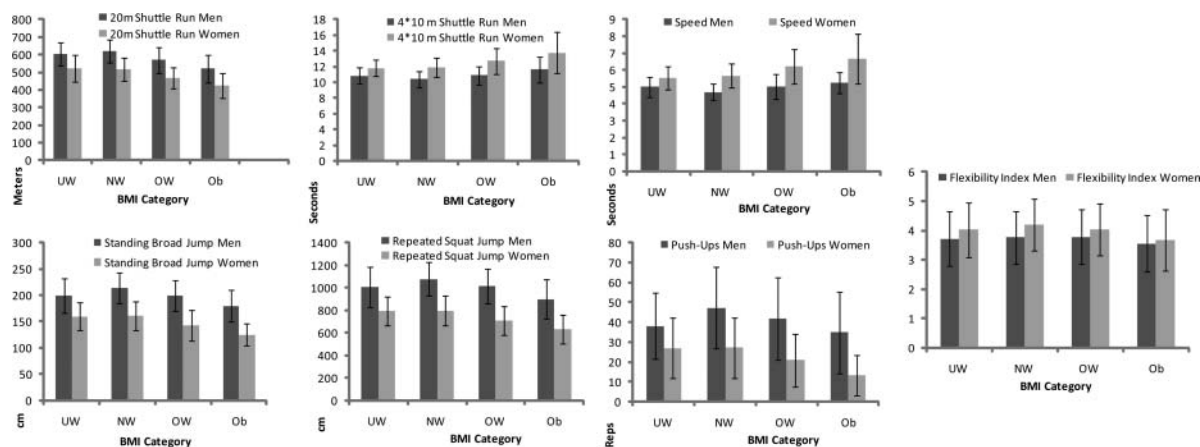 20m Shuttle Run Men
20m Shuttle Run Women
800
700
600
500
400
300
200
100
0
Meters
UW NW OW Ob
BMI Category
4*10 m Shuttle Run Men
4*10 m Shuttle Run Women
18
16
14
12
10
8
6
4
2
0
Seconds
UW NW OW Ob
BMI Category
Speed Men Speed Women
9
8
7
6
5
4
3
2
1
0
Seconds
UW NW OW Ob
BMI Category
Flexibility Index Men Flexibility Index Women
6
5
4
3
2
1
0
UW NW OW Ob
BMI Category
Standing Broad Jump Men
Standing Broad Jump Women
300
250
200
150
100
50
0
cm
UW NW OW Ob
BMI Category
Repeated Squat Jump Men
Repeated Squat Jump Women
1400
1200
1000
800
600
400
200
0
cm
UW NW OW Ob
BMI Category
Push-Ups Men Push-Ups Women
80
70
60
50
40
30
20
10
0
Reps
UW NW OW Ob
BMI Category